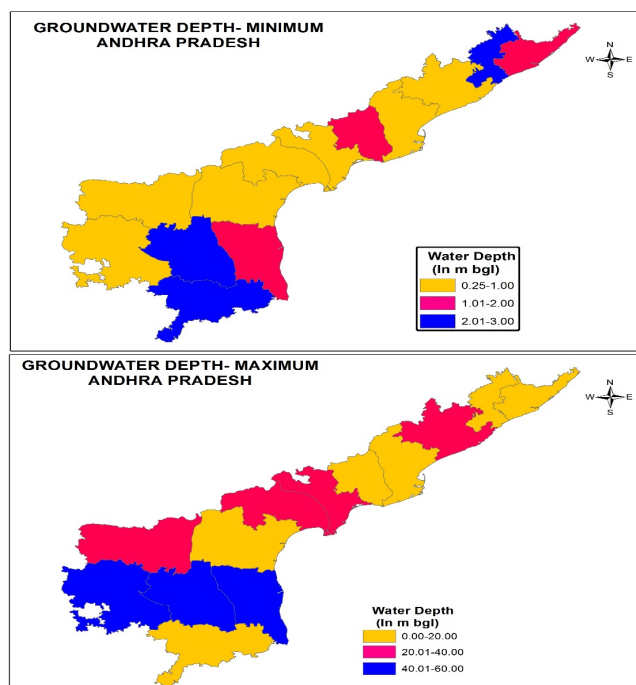 GROUNDWATER DEPTH- MINIMUM
ANDHRA PRADESH
N
W E
S
Water Depth
(In m bgl)
0.25-1.00
1.01-2.00
2.01-3.00
GROUNDWATER DEPTH- MAXIMUM
ANDHRA PRADESH
N
W E
S
Water Depth
(In m bgl)
0.00-20.00
20.01-40.00
40.01-60.00